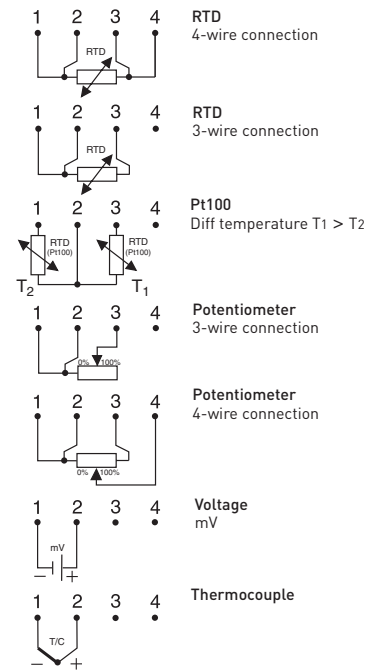 1 2 3 4
RTD
4-wire connection
RTD
1 2 3 4
RTD
3-wire connection
RTD
1 2 3 4
Pt100
Diff temperature T1 > T2
RTD
(Pt100)
RTD
(Pt100)
T2
T1
1 2 3 4
Potentiometer
3-wire connection
0% 100%
1 2 3 4
Potentiometer
4-wire connection
0% 100%
1 2 3 4
Voltage
mV
mV
– +
1 2 3 4
Thermocouple
T/C
– +